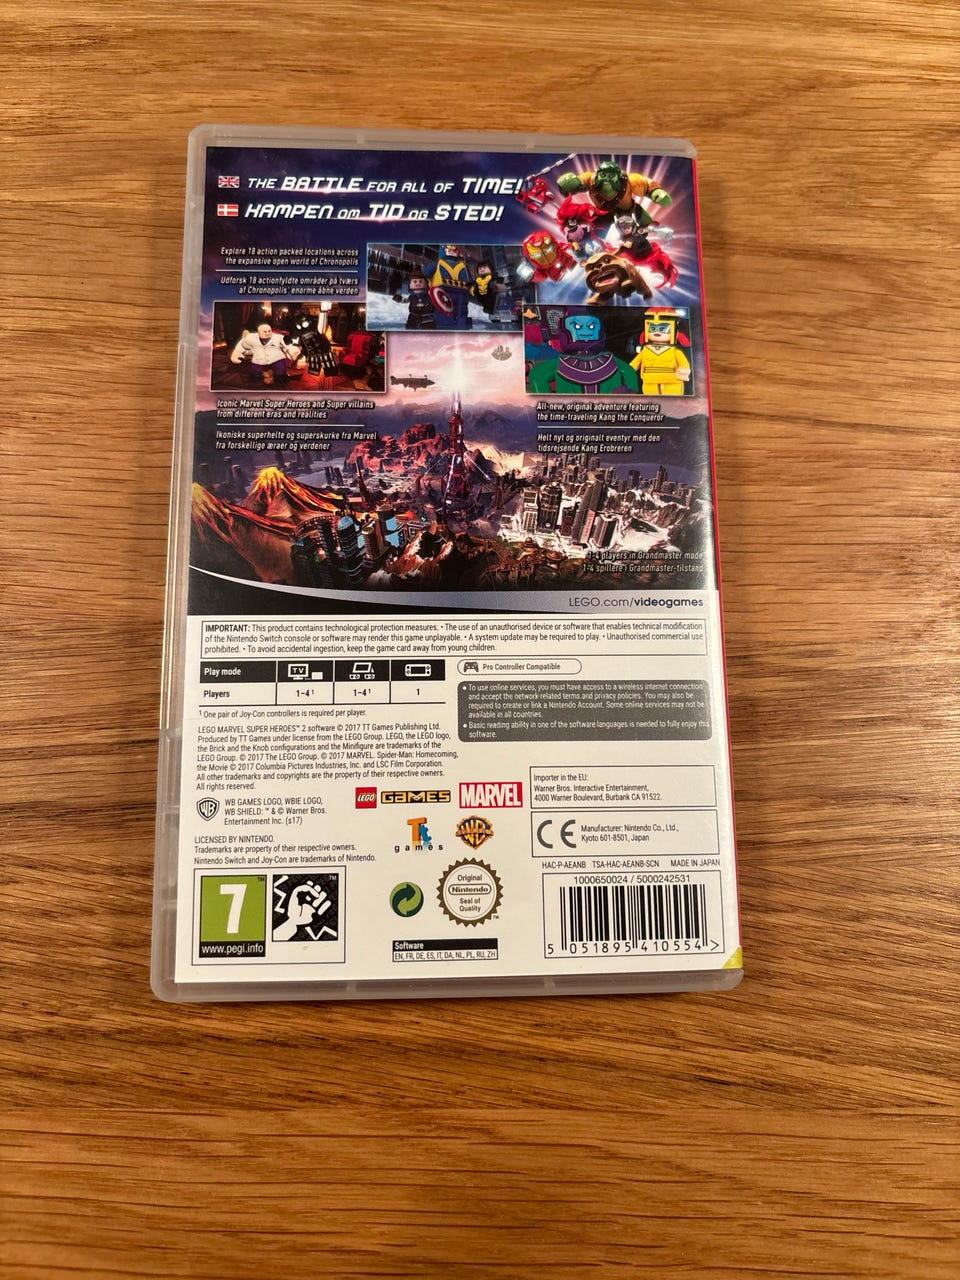 THE BATTLE FOR ALL OF TIME!
KAMPEN OM TID OG STED!
Explore 18 action packed locations across
the expansive open world of Chronopolis
Udforsk 18 actionfyldte områder på tværs
af Chronopolis' enorme åbne verden
Iconic Marvel Super Heroes and Super villains
from different eras and realities
Ikoniske superhelte og superskurke fra Marvel
fra forskellige æraer og verdener
All-new, original adventure featuring
the time-traveling Kang the Conqueror
Helt nyt og originalt eventyr med den
tidsrejsende Kang Erobreren
1-4 players in Grandmaster mode
1-4 spillere i Grandmaster-tilstand
LEGO.com/videogames
IMPORTANT: This product contains technological protection measures. • The use of an unauthorised device or software that enables technical modification
of the Nintendo Switch console or software may render this game unplayable. • A system update may be required to play. • Unauthorised commercial use
prohibited. • To avoid accidental ingestion, keep the game card away from young children.
Play mode TV
Players 1-4¹ 1-4¹ 1
¹ One pair of Joy-Con controllers is required per player.
Pro Controller Compatible
• To use online services, you must have access to a wireless internet connection
and accept the network-related terms and privacy policies. You may also be
required to create or link a Nintendo Account. Some online services may not be
available in all countries.
• Basic reading ability in one of the software languages is needed to fully enjoy this
software.
LEGO MARVEL SUPER HEROES™ 2 software © 2017 TT Games Publishing Ltd.
Produced by TT Games under license from the LEGO Group. LEGO, the LEGO logo,
the Brick and the Knob configurations and the Minifigure are trademarks of the
LEGO Group. © 2017 The LEGO Group. © 2017 MARVEL. Spider-Man: Homecoming,
the Movie © 2017 Columbia Pictures Industries, Inc. and LSC Film Corporation.
All other trademarks and copyrights are the property of their respective owners.
All rights reserved.
WB GAMES LOGO, WBIE LOGO,
WB SHIELD: ™ & © Warner Bros.
Entertainment Inc. (s17)
LEGO GAMES MARVEL
Tt games
WB
Importer in the EU:
Warner Bros. Interactive Entertainment,
4000 Warner Boulevard, Burbank CA 91522.
CE Manufacturer: Nintendo Co., Ltd.,
Kyoto 601-8501, Japan
LICENSED BY NINTENDO.
Trademarks are property of their respective owners.
Nintendo Switch and Joy-Con are trademarks of Nintendo.
HAC-P-AEANB TSA-HAC-AEANB-SCN MADE IN JAPAN
7™
www.pegi.info
™
Original
Nintendo
Seal of
Quality
™
Software
EN, FR, DE, ES, IT, DA, NL, PL, RU, ZH
1000650024 / 5000242531
5 051895 410554 >